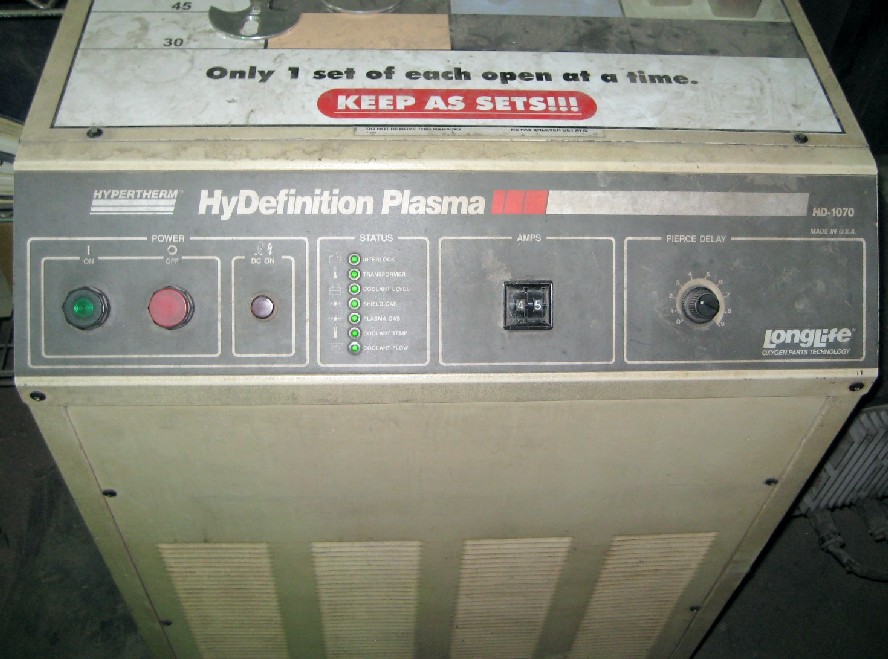 45
30
Only 1 set of each open at a time.
KEEP AS SETS!!!
HYPERTHERM
HyDefinition Plasma
HD-1070
MADE IN U.S.A.
POWER
ON
OFF
DC ON
STATUS
INTERLOCK
TRANSFORMER
COOLANT LEVEL
SHIELD GAS
PLASMA GAS
COOLANT TEMP
COOLANT FLOW
AMPS
4 5
PIERCE DELAY
LONGLIFE
OXYGEN PARTS TECHNOLOGY